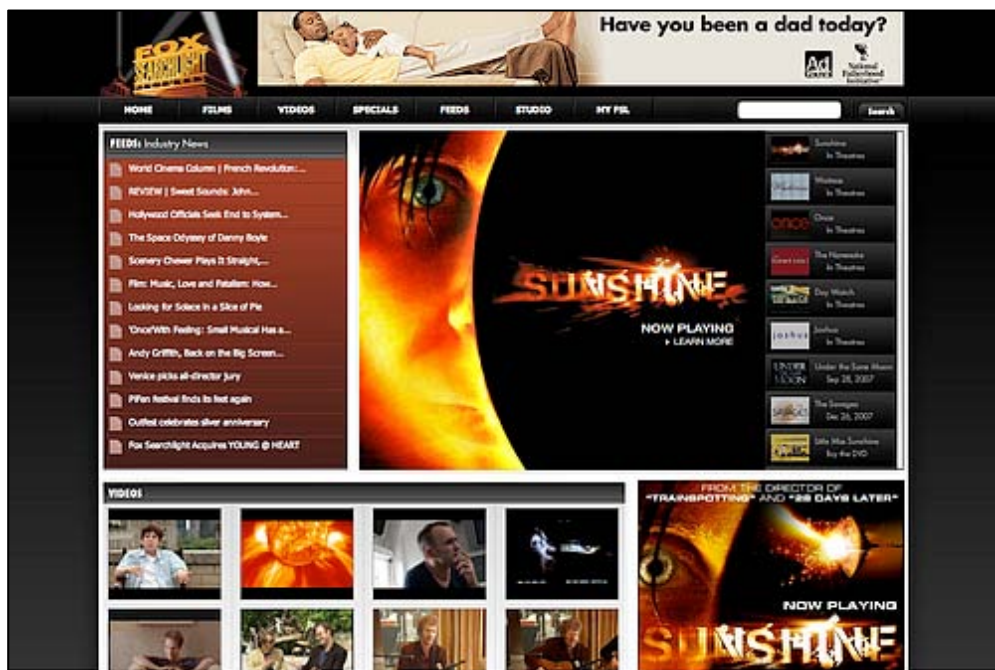 FOX
SEARCHLIGHT
Have you been a dad today?
Ad
Council
National
Fatherhood
Initiative
HOME FILMS VIDEOS SPECIALS FEEDS STUDIO MY FSL Search
FEEDS: Industry News
World Cinema Column | French Revolution:...
REVIEW | Sweet Sounds: John...
Hollywood Officials Seek End to System...
The Space Odyssey of Danny Boyle
Scenery Chewer Plays It Straight,...
Film: Music, Love and Fatalism: How...
Looking for Solace in a Slice of Pie
'Once'With Feeling: Small Musical Has a...
Andy Griffith, Back on the Big Screen...
Venice picks all-director jury
PiFan festival finds its feet again
Outfest celebrates silver anniversary
Fox Searchlight Acquires YOUNG @ HEART
SUNSHINE
NOW PLAYING
LEARN MORE
Sunshine
In Theatres
Waitress
In Theatres
once
Once
In Theatres
The Namesake
In Theatres
Day Watch
In Theatres
joshua
Joshua
In Theatres
UNDER
THE SAME
MOON
Under the Same Moon
Sep 28, 2007
SAVAGES
The Savages
Dec 26, 2007
Little Miss Sunshine
Buy the DVD
VIDEOS
FROM THE DIRECTOR OF
"TRAINSPOTTING" AND "28 DAYS LATER"
NOW PLAYING
SUNSHINE